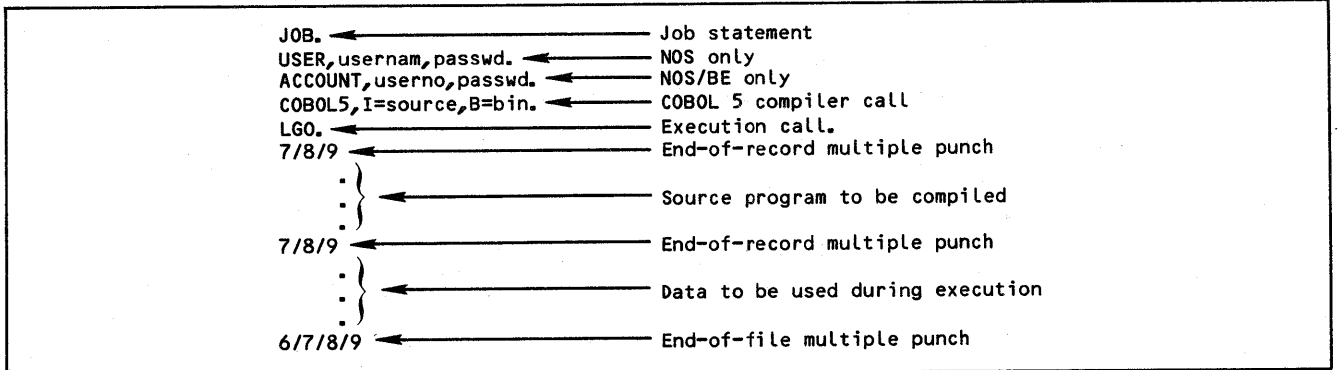 JOB. Job statement
USER,usernam,passwd. NOS only
ACCOUNT,userno,passwd. NOS/BE only
COBOL5,I=source,B=bin. COBOL 5 compiler call
LGO. Execution call.
7/8/9 End-of-record multiple punch
.
. Source program to be compiled
.
7/8/9 End-of-record multiple punch
.
. Data to be used during execution
.
6/7/8/9 End-of-file multiple punch